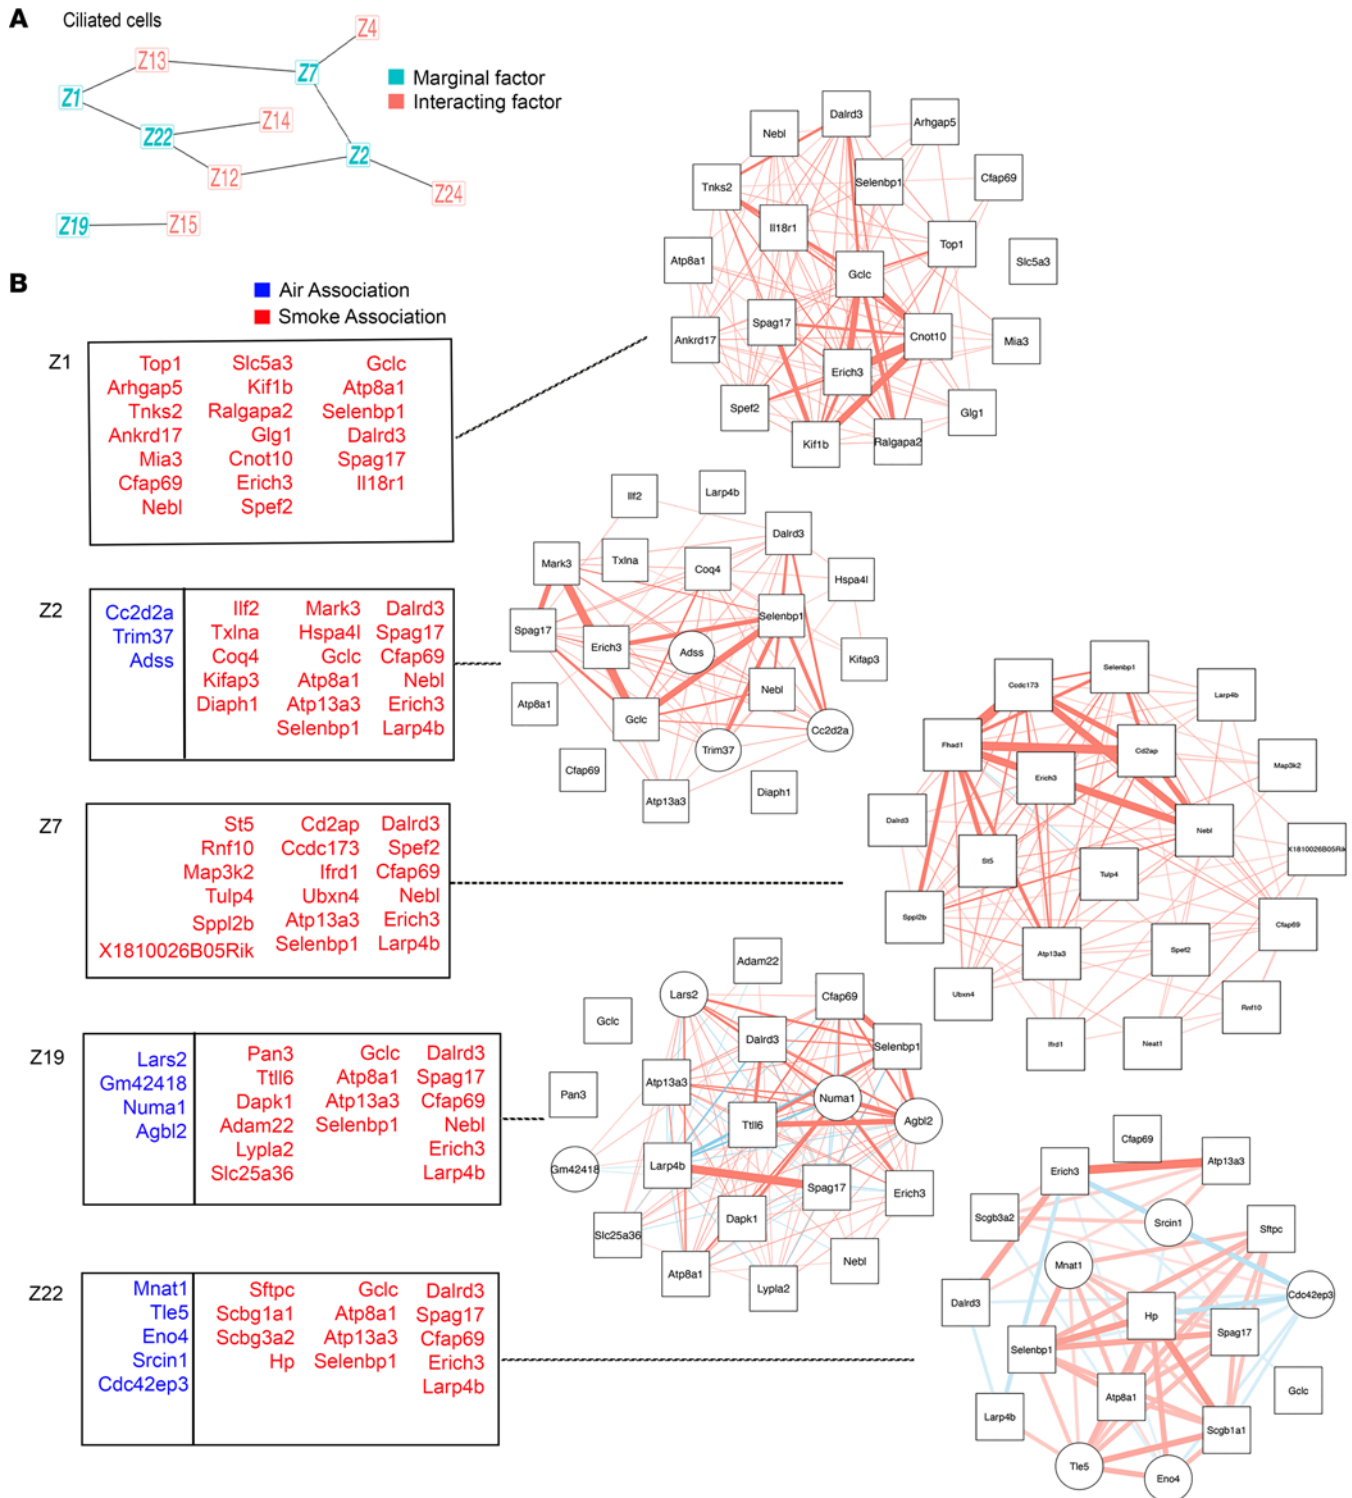 A
Ciliated cells
Z4
Z13
Z7
Z1
Z14
Z22
Z2
Z12
Z24
Z19
Z15
Marginal factor
Interacting factor
B
Air Association
Smoke Association
Z1
Top1 Slc5a3 Gclc
Arhgap5 Kif1b Atp8a1
Tnks2 Ralgapa2 Selenbp1
Ankrd17 Glg1 Dalrd3
Mia3 Cnot10 Spag17
Cfap69 Erich3 Il18r1
Nebl Spef2
Dalrd3
Arhgap5
Nebl
Selenbp1
Cfap69
Tnks2
Il18r1
Top1
Atp8a1
Slc5a3
Gclc
Spag17
Cnot10
Ankrd17
Mia3
Erich3
Spef2
Glg1
Kif1b
Ralgapa2
Z2
Cc2d2a Ilf2 Mark3 Dalrd3
Trim37 Txlna Hspa4l Spag17
Adss Coq4 Gclc Cfap69
Kifap3 Atp8a1 Nebl
Diaph1 Atp13a3 Erich3
Selenbp1 Larp4b
Ilf2
Larp4b
Dalrd3
Mark3
Txlna
Coq4
Hspa4l
Selenbp1
Spag17
Erich3
Adss
Kifap3
Nebl
Atp8a1
Gclc
Cc2d2a
Trim37
Cfap69
Atp13a3
Diaph1
Z7
St5 Cd2ap Dalrd3
Rnf10 Ccdc173 Spef2
Map3k2 Ifrd1 Cfap69
Tulp4 Ubxn4 Nebl
Sppl2b Atp13a3 Erich3
X1810026B05Rik Selenbp1 Larp4b
Selenbp1
Ccdc173
Larp4b
Fhad1
Cd2ap
Map3k2
Erich3
Dalrd3
Nebl
X1810026B05Rik
St5
Tulp4
Sppl2b
Cfap69
Atp13a3
Spef2
Ubxn4
Rnf10
Ifrd1
Neat1
Z19
Lars2 Pan3 Gclc Dalrd3
Gm42418 Ttll6 Atp8a1 Spag17
Numa1 Dapk1 Atp13a3 Cfap69
Agbl2 Adam22 Selenbp1 Nebl
Lypla2 Erich3
Slc25a36 Larp4b
Adam22
Lars2
Cfap69
Gclc
Dalrd3
Selenbp1
Atp13a3
Pan3
Numa1
Agbl2
Ttll6
Gm42418
Larp4b
Spag17
Erich3
Dapk1
Slc25a36
Nebl
Atp8a1
Lypla2
Z22
Mnat1 Sftpc Gclc Dalrd3
Tle5 Scbg1a1 Atp8a1 Spag17
Eno4 Scbg3a2 Atp13a3 Cfap69
Srcin1 Hp Selenbp1 Erich3
Cdc42ep3 Larp4b
Cfap69
Erich3
Atp13a3
Scgb3a2
Srcin1
Sftpc
Mnat1
Cdc42ep3
Dalrd3
Hp
Spag17
Selenbp1
Gclc
Atp8a1
Larp4b
Scgb1a1
Tle5
Eno4